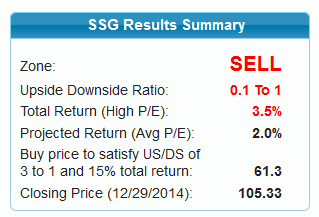 SSG Results Summary
Zone: SELL
Upside Downside Ratio: 0.1 To 1
Total Return (High P/E): 3.5%
Projected Return (Avg P/E): 2.0%
Buy price to satisfy US/DS of
3 to 1 and 15% total return: 61.3
Closing Price (12/29/2014): 105.33